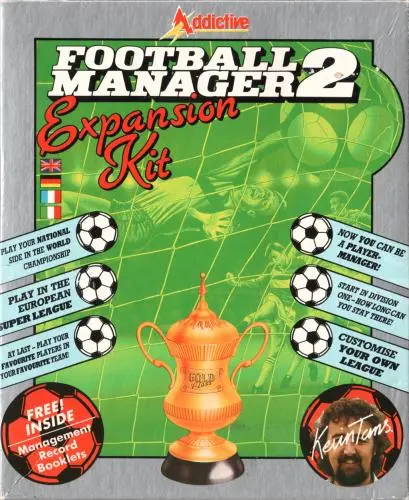 Addictive
FOOTBALL
MANAGER 2
Expansion
Kit
PLAY YOUR NATIONAL
SIDE IN THE WORLD
CHAMPIONSHIP
NOW YOU CAN BE
A PLAYER-
MANAGER!
PLAY IN THE
EUROPEAN
SUPER LEAGUE
START IN DIVISION
ONE-HOW LONG CAN
YOU STAY THERE!
AT LAST - PLAY YOUR
FAVOURITE PLAYERS IN
YOUR FAVOURITE TEAM
CUSTOMISE
YOUR OWN
LEAGUE
GOLD
FREE!
INSIDE
Management
Record
Booklets
Kevin Toms